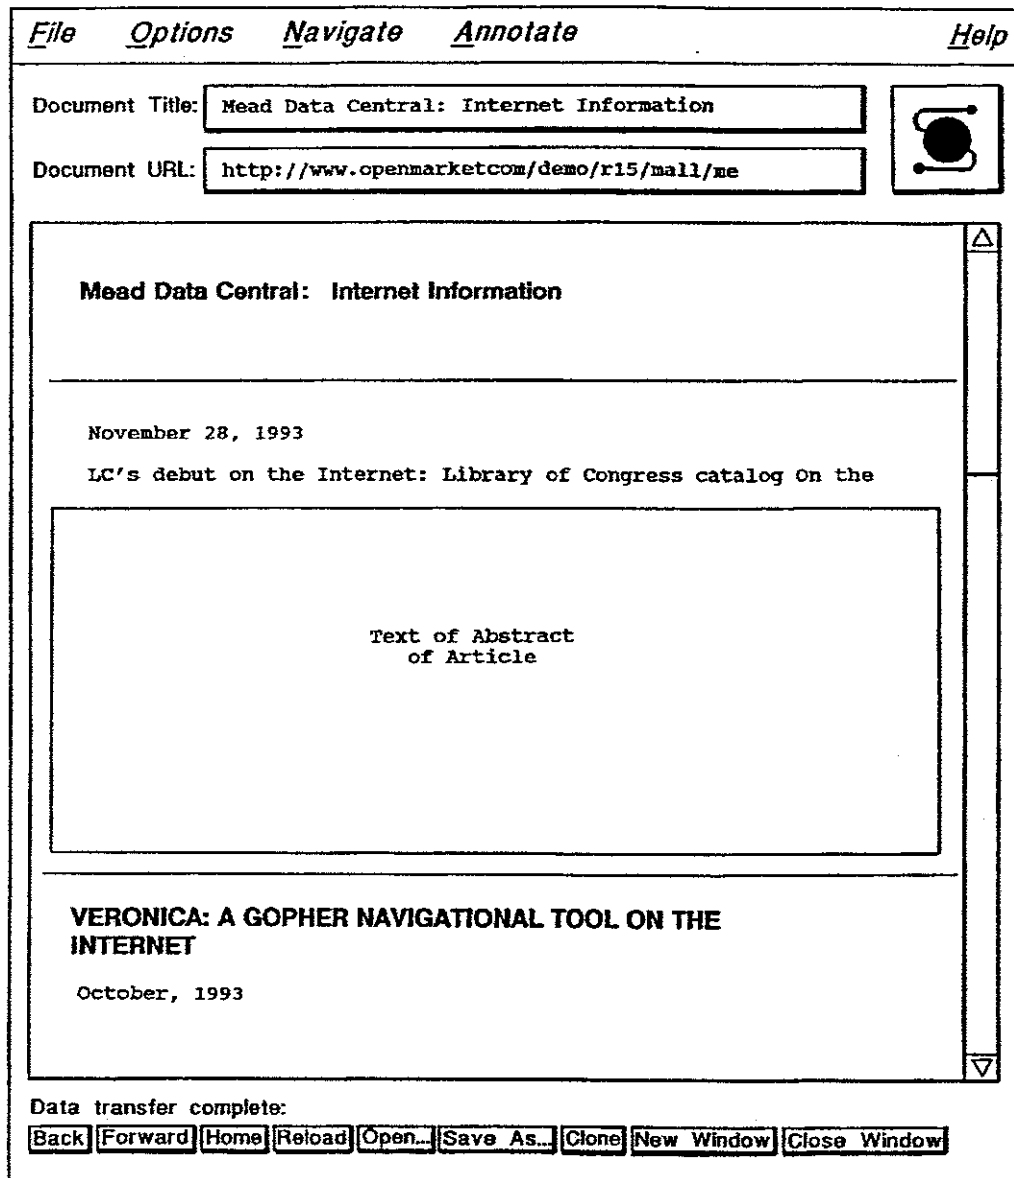 File Options Navigate Annotate Help
Document Title: Mead Data Central: Internet Information
Document URL: http://www.openmarketcom/demo/r15/mall/me
Mead Data Central: Internet Information
November 28, 1993
LC's debut on the Internet: Library of Congress catalog On the
Text of Abstract
of Article
VERONICA: A GOPHER NAVIGATIONAL TOOL ON THE
INTERNET
October, 1993
Data transfer complete:
Back Forward Home Reload Open... Save As... Clone New Window Close Window